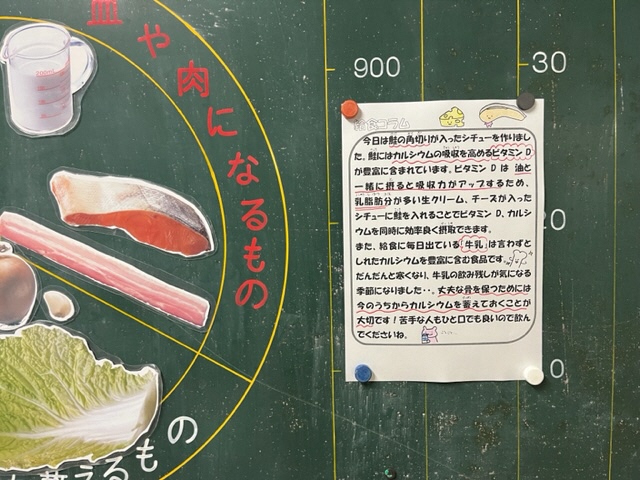 血
や
肉
に
な
る
もの
900
30
20
0
給食コラム
今日は鮭の角切りが入ったシチューを作りまし
た。鮭にはカルシウムの吸収を高めるビタミンD
が豊富に含まれています。ビタミンDは 油と
一緒に摂ると吸収力がアップするため、
乳脂肪分が多い生クリーム、チーズが入った
シチューに鮭を入れることでビタミンD、カルシ
ウムを同時に効率良く摂取できます。
また、給食に毎日出ている「牛乳」は言わずと
しれたカルシウムを豊富に含む食品です。
だんだんと寒くなり、牛乳の飲み残しが気になる
季節になりました・・。丈夫な骨を保つためには
今のうちからカルシウムを蓄えておくことが
大切です！苦手な人もひと口でも良いので飲ん
でくださいね。
整えるもの